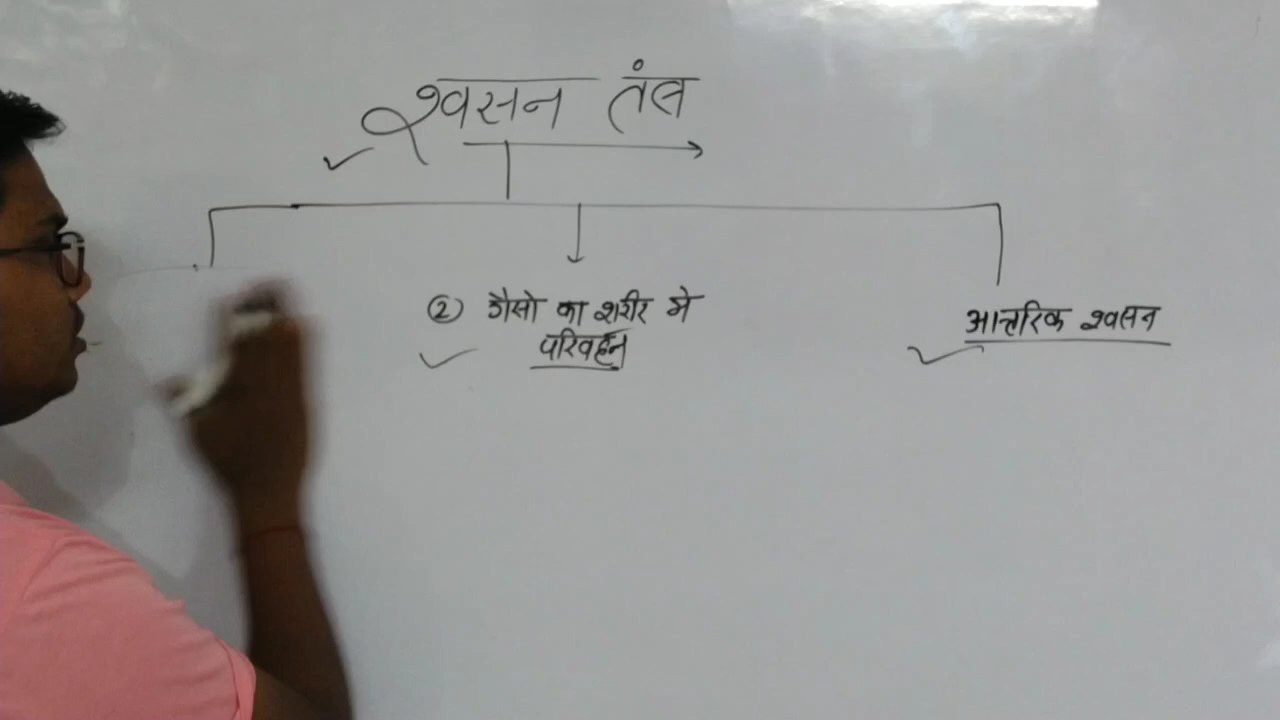 श्वसन तंत्र
② गैसो का शरीर मे
परिवहन
आन्तरिक श्वसन